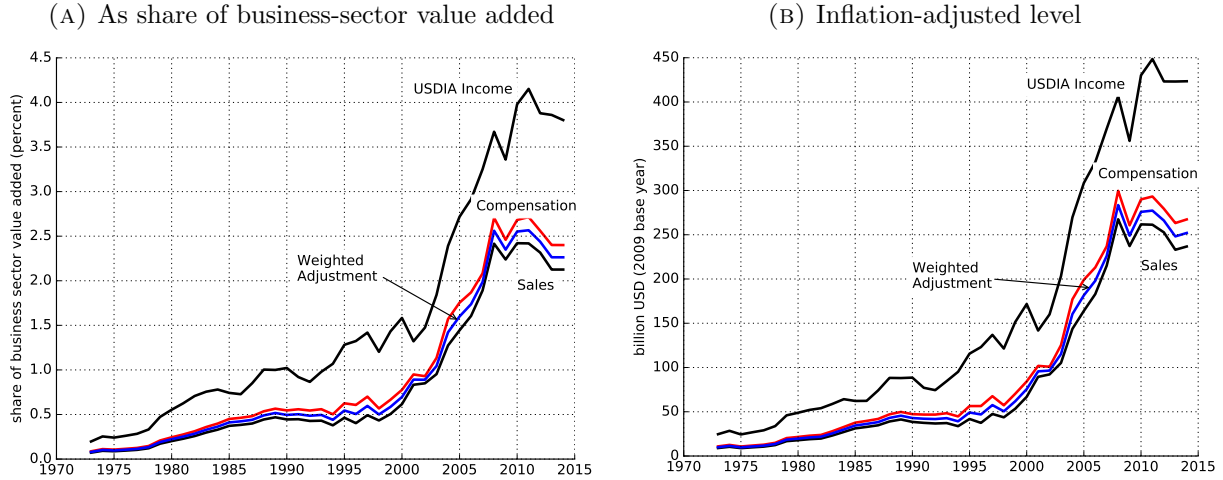 (A) As share of business-sector value added
4.5
4.0
3.5
3.0
2.5
2.0
1.5
1.0
0.5
0.0
share of business sector value added (percent)
USDIA Income
Compensation
Weighted
Adjustment
Sales
1970 1975 1980 1985 1990 1995 2000 2005 2010 2015
(B) Inflation-adjusted level
450
400
350
300
250
200
150
100
50
0
billion USD (2009 base year)
USDIA Income
Compensation
Weighted
Adjustment
Sales
1970 1975 1980 1985 1990 1995 2000 2005 2010 2015